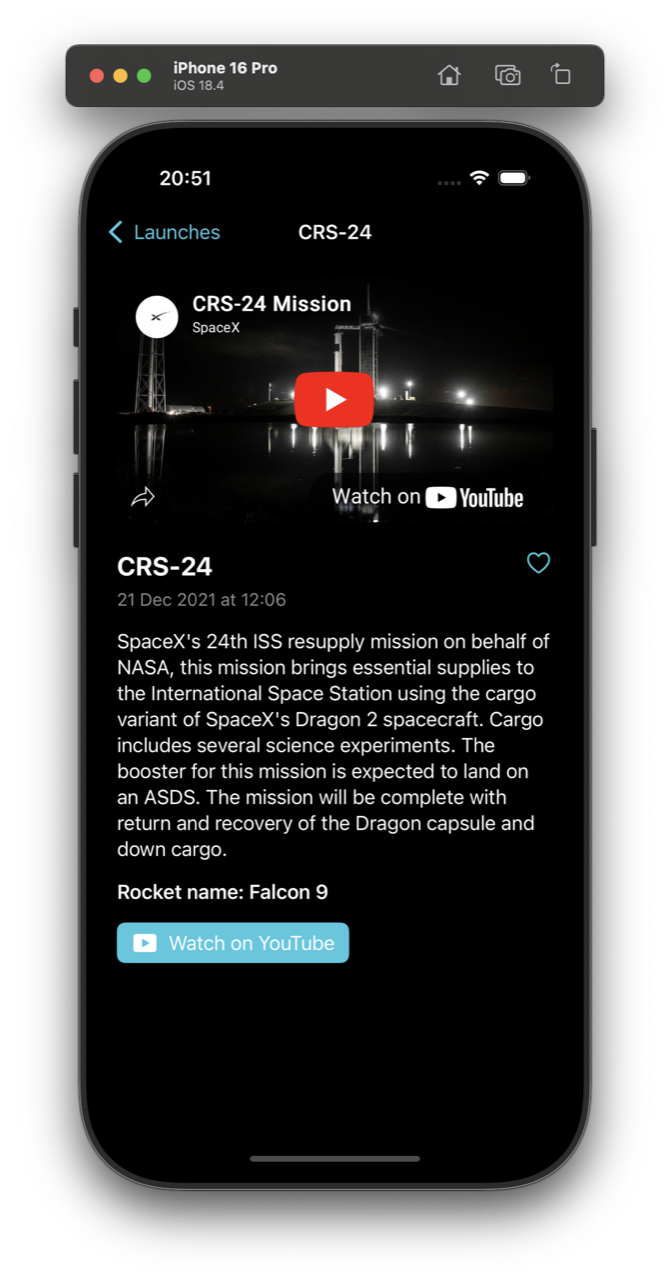 iPhone 16 Pro
iOS 18.4
20:51
Launches
CRS-24
CRS-24 Mission
SpaceX
Watch on YouTube
CRS-24
21 Dec 2021 at 12:06
SpaceX's 24th ISS resupply mission on behalf of
NASA, this mission brings essential supplies to
the International Space Station using the cargo
variant of SpaceX's Dragon 2 spacecraft. Cargo
includes several science experiments. The
booster for this mission is expected to land on
an ASDS. The mission will be complete with
return and recovery of the Dragon capsule and
down cargo.
Rocket name: Falcon 9
Watch on YouTube